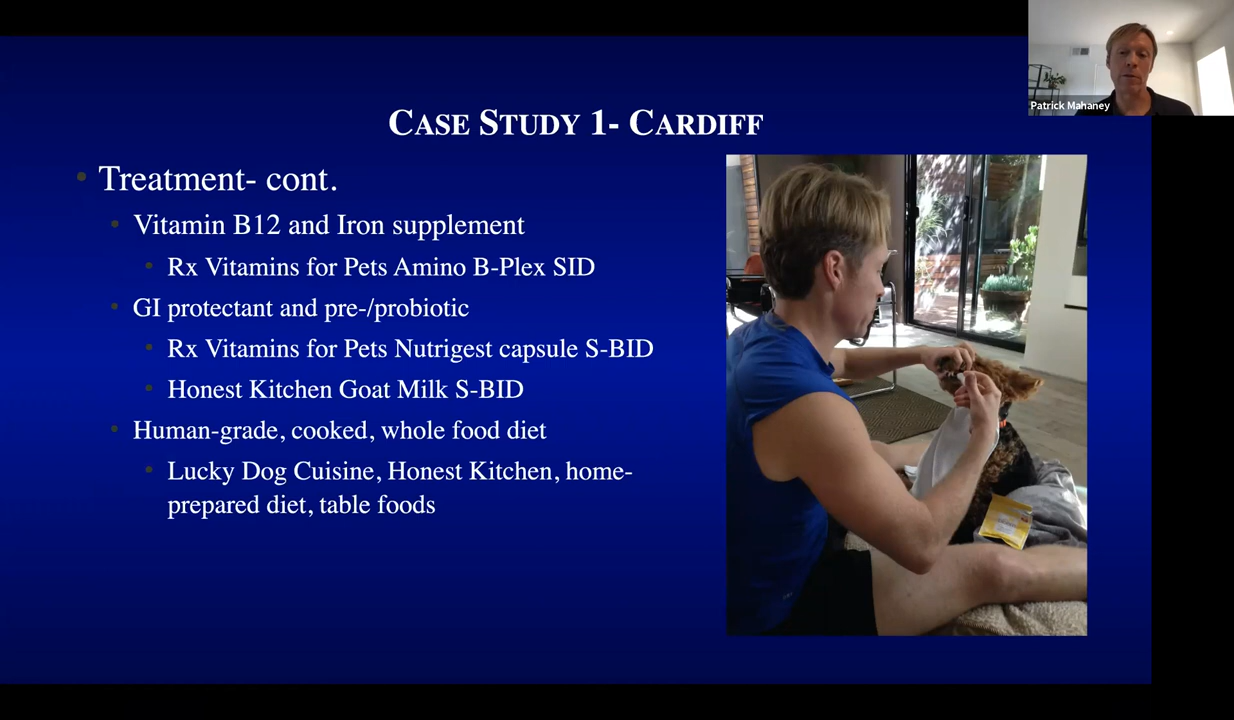 Patrick Mahaney
CASE STUDY 1- CARDIFF
• Treatment- cont.
• Vitamin B12 and Iron supplement
• Rx Vitamins for Pets Amino B-Plex SID
• GI protectant and pre-/probiotic
• Rx Vitamins for Pets Nutrigest capsule S-BID
• Honest Kitchen Goat Milk S-BID
• Human-grade, cooked, whole food diet
• Lucky Dog Cuisine, Honest Kitchen, home-
prepared diet, table foods